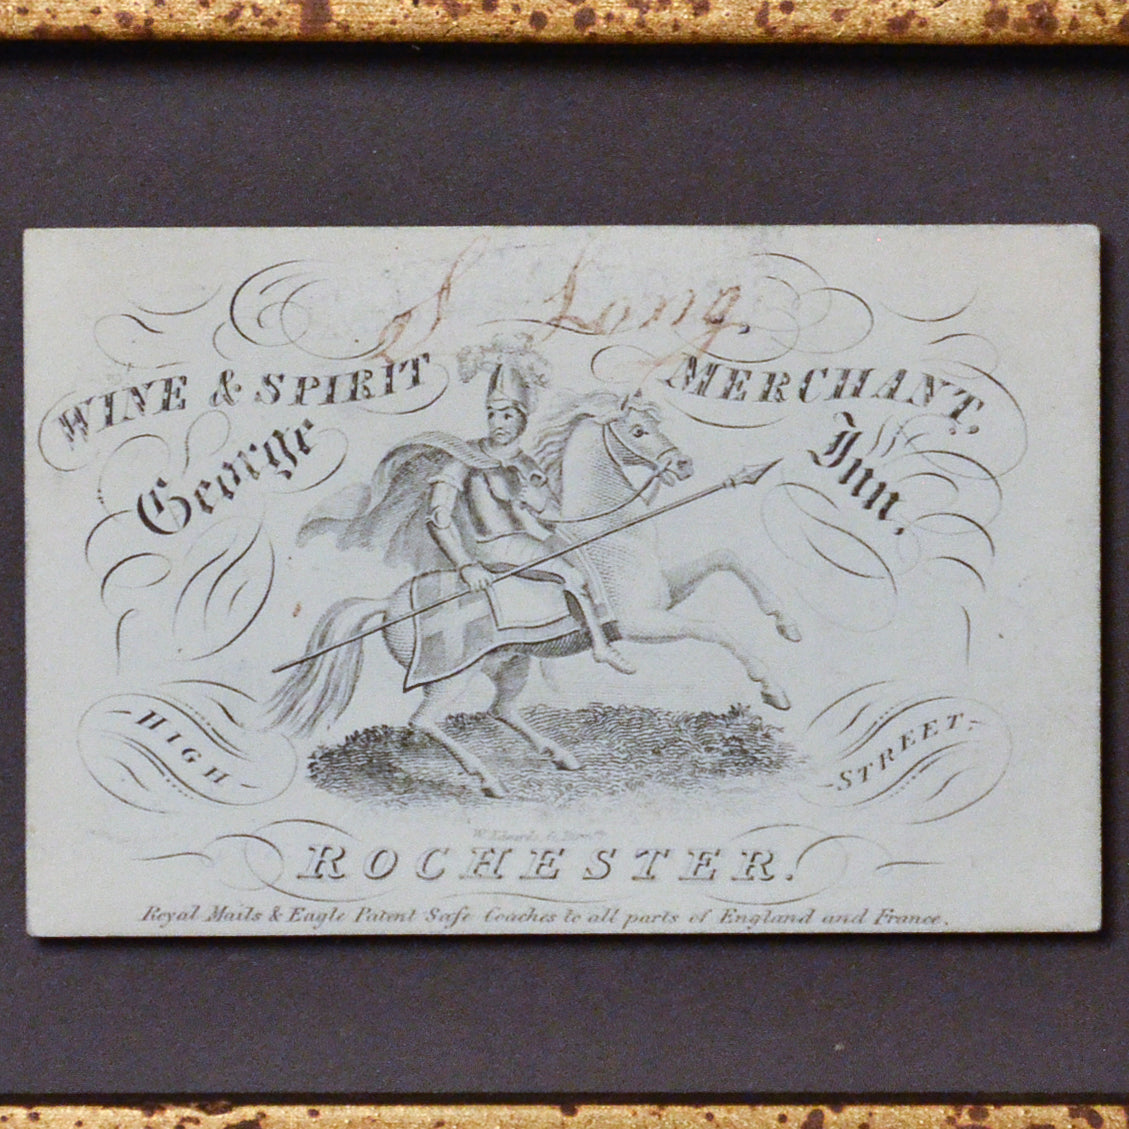 S Long
WINE & SPIRIT MERCHANT.
George Inn,
HIGH STREET.
ROCHESTER.
Royal Mails & Eagle Patent Safe Coaches to all parts of England and France.